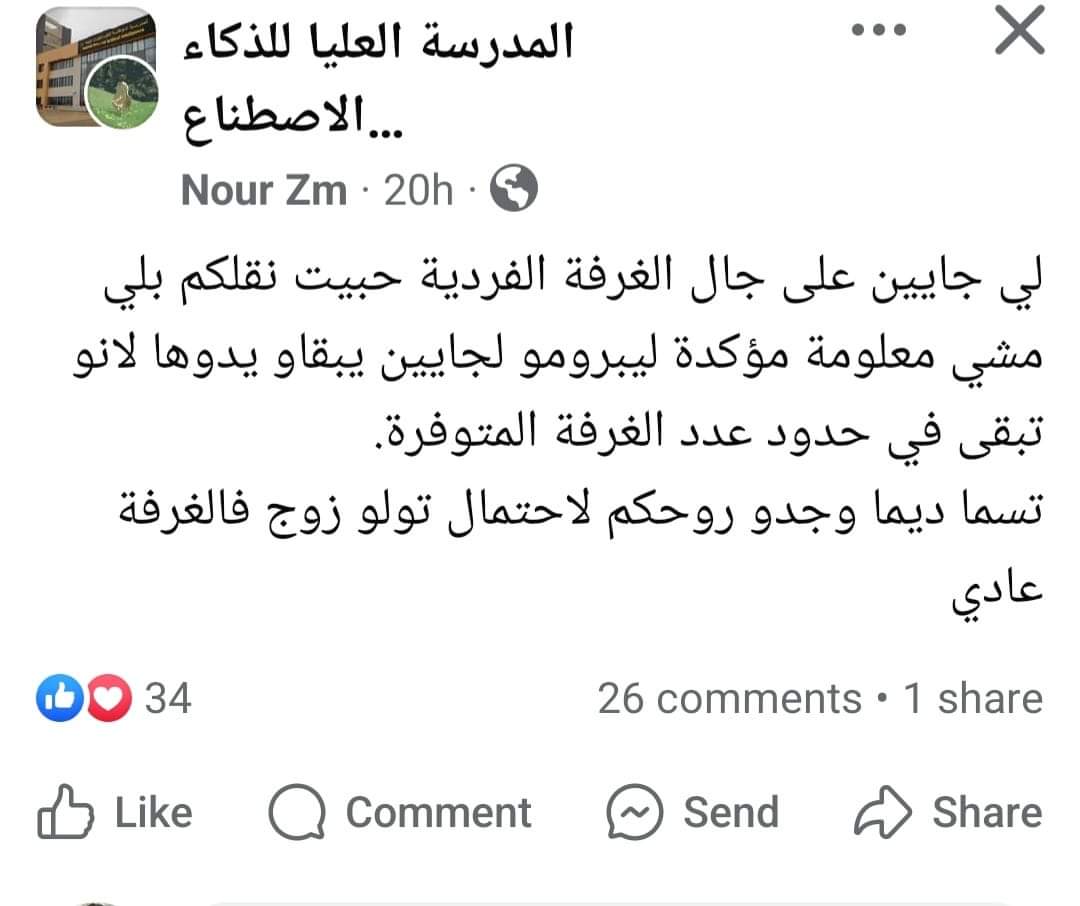 المدرسة العليا للذكاء
الاصطناع...
Nour Zm · 20h ·
لي جايين على جال الغرفة الفردية حبيت نقلكم بلي
مشي معلومة مؤكدة ليبرومو لجايين يبقاو يدوها لانو
تبقى في حدود عدد الغرفة المتوفرة.
تسما ديما وجدو روحكم لاحتمال تولو زوج فالغرفة
عادي
34
26 comments • 1 share
Like Comment Send Share